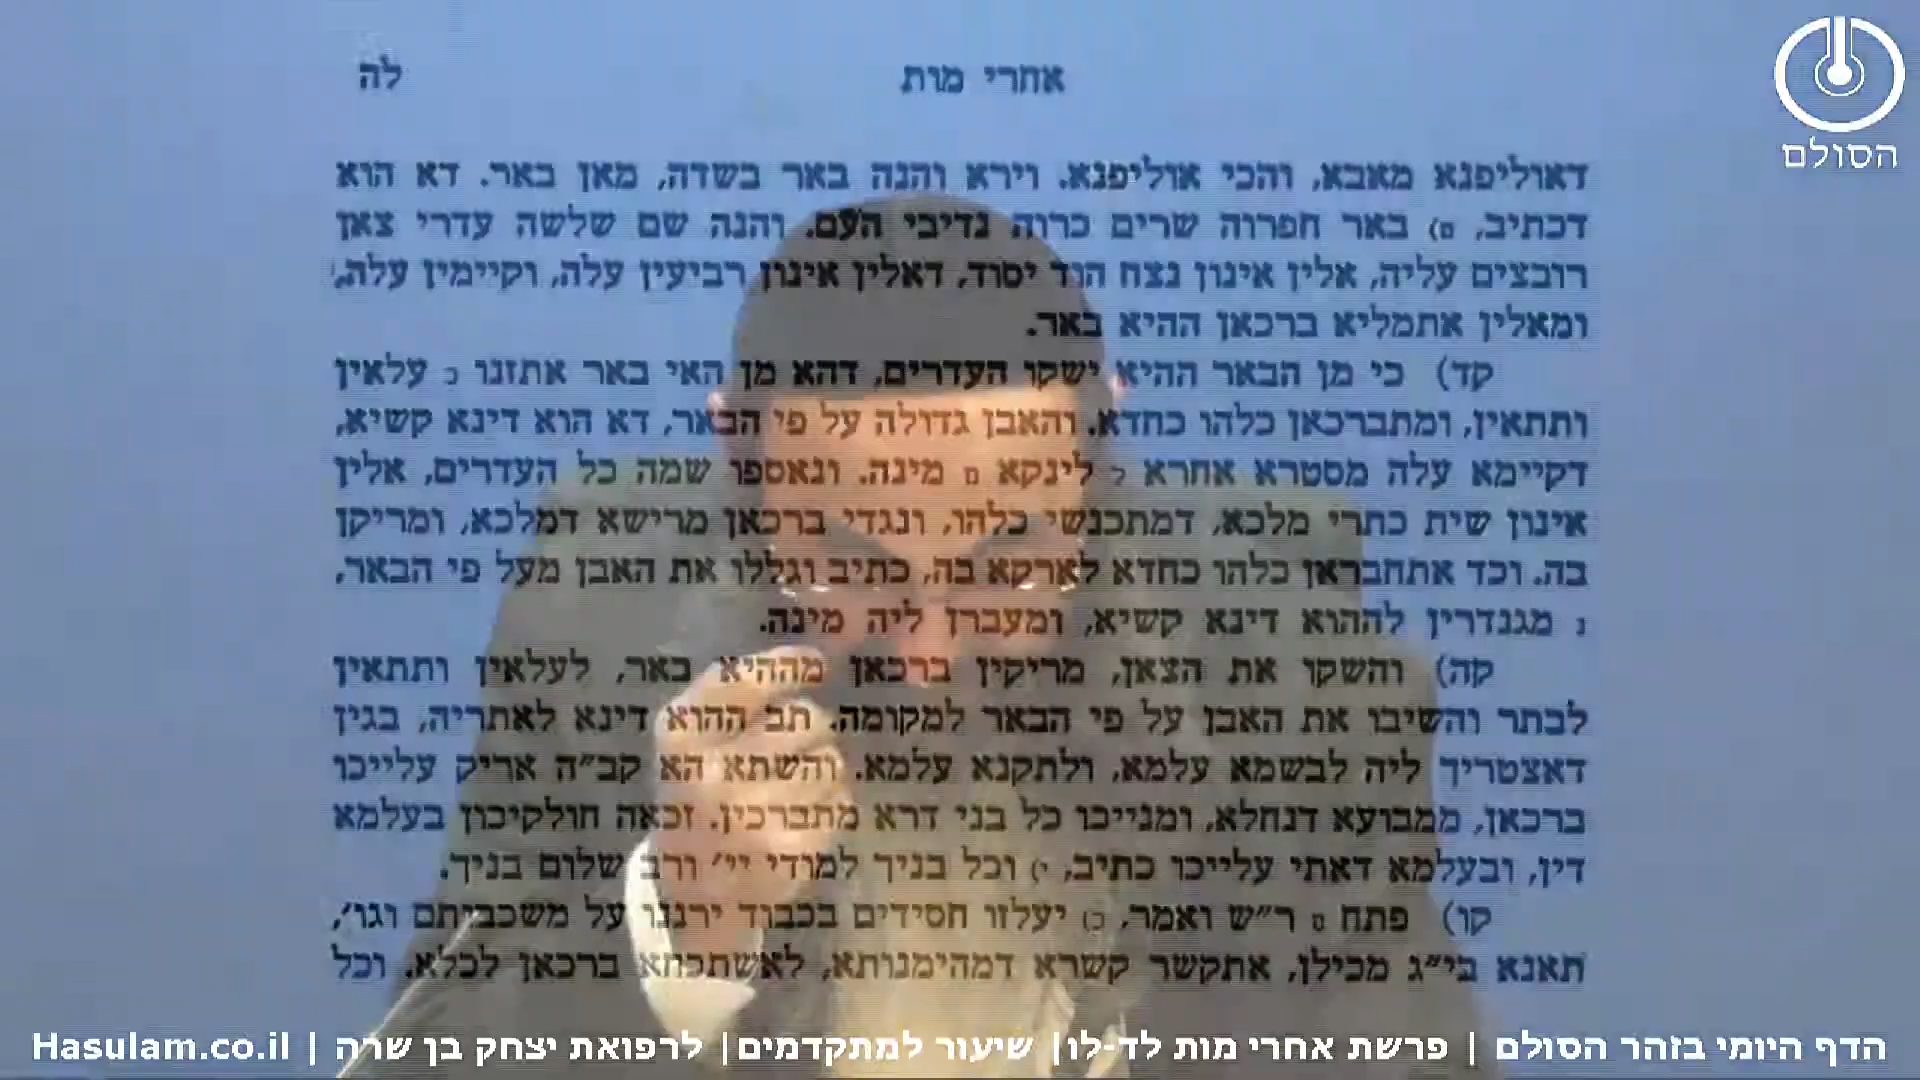 אחרי מות
לה
הסולם
דאוליפנא מאבא, והכי אוליפנא. וירא והנה באר בשדה, מאן באר. דא הוא
דכתיב, ם) באר חפרוה שרים כרוה נדיבי העם. והנה שם שלשה עדרי צאן
רובצים עליה, אלין אינון נצח הוד יסוד, דאלין אינון רביעין עלה, וקיימין עלה,
ומאלין אתמליא ברכאן ההיא באר.
קד) כי מן הבאר ההיא ישקו העדרים, דהא מן האי באר אתזנו כ עלאין
ותתאין, ומתברכאן כלהו כחדא. והאבן גדולה על פי הבאר, דא הוא דינא קשיא,
דקיימא עלה מסטרא אחרא ל לינקא ם מינה. ונאספו שמה כל העדרים, אלין
אינון שית כתרי מלכא, דמתכנשי כלהו, ונגדי ברכאן מרישא דמלכא, ומריקן
בה. וכד אתחבראן כלהו כחדא לארקא בה, כתיב וגללו את האבן מעל פי הבאר,
נ מגנדרין לההוא דינא קשיא, ומעברן ליה מינה.
קה) והשקו את הצאן, מריקין ברכאן מההיא באר, לעלאין ותתאין
לבתר והשיבו את האבן על פי הבאר למקומה. תב ההוא דינא לאתריה, בגין
דאצטריך ליה לבשמא עלמא, ולתקנא עלמא. והשתא הא קב״ה אריק עלייכו
ברכאן, ממבועא דנחלא, ומנייכו כל בני דרא מתברכין. זכאה חולקיכון בעלמא
דין, ובעלמא דאתי עלייכו כתיב, י) וכל בניך למודי יי׳ ורב שלום בניך.
קו) פתח ם ר״ש ואמר, כ) יעלזו חסידים בכבוד ירננו על משכבותם וגו׳,
תאנא בי״ג מכילן, אתקשר קשרא דמהימנותא, לאשתכחא ברכאן לכלא. וכל
הדף היומי בזהר הסולם | פרשת אחרי מות לד-לו| שיעור למתקדמים| לרפואת יצחק בן שרה | Hasulam.co.il